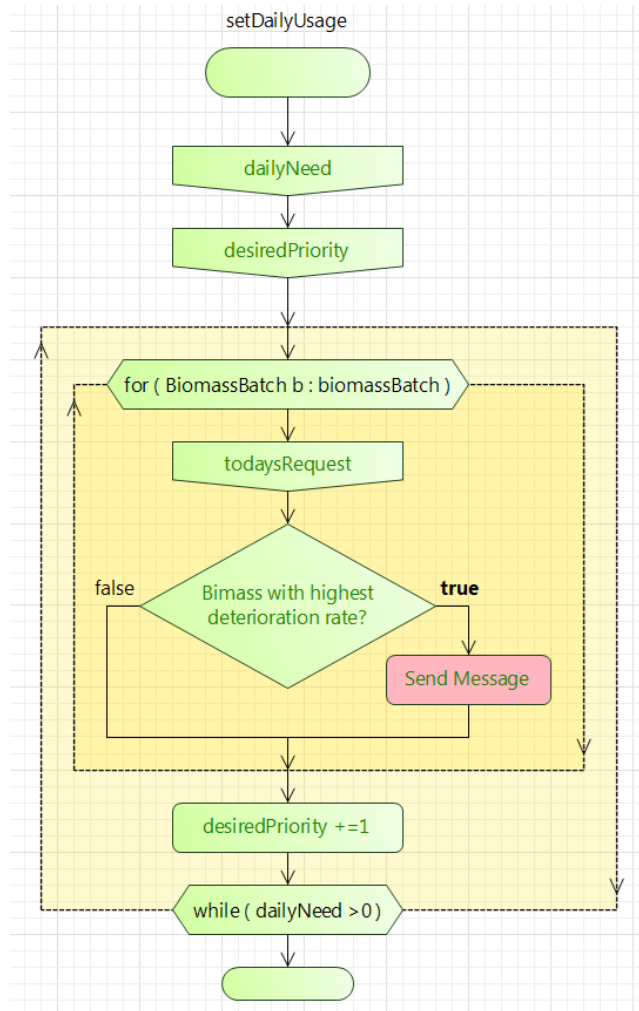 setDailyUsage
dailyNeed
desiredPriority
for ( BiomassBatch b : biomassBatch )
todaysRequest
false
Bimass with highest
deterioration rate?
true
Send Message
desiredPriority +=1
while ( dailyNeed >0 )